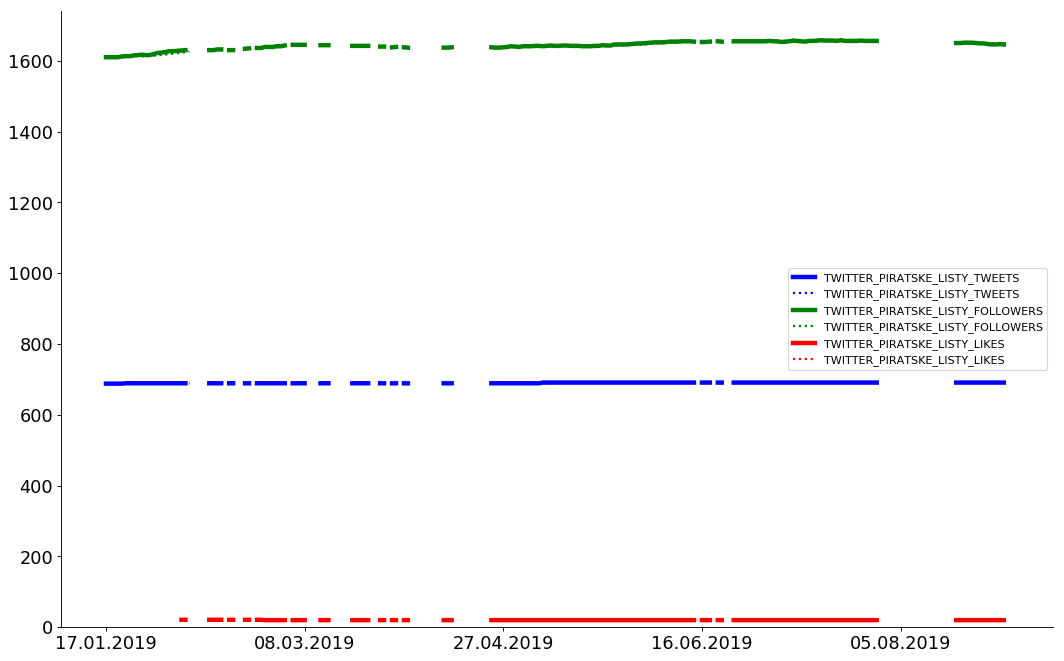 1600
1400
1200
1000
800
600
400
200
0
TWITTER_PIRATSKE_LISTY_TWEETS
TWITTER_PIRATSKE_LISTY_TWEETS
TWITTER_PIRATSKE_LISTY_FOLLOWERS
TWITTER_PIRATSKE_LISTY_FOLLOWERS
TWITTER_PIRATSKE_LISTY_LIKES
TWITTER_PIRATSKE_LISTY_LIKES
17.01.2019 08.03.2019 27.04.2019 16.06.2019 05.08.2019